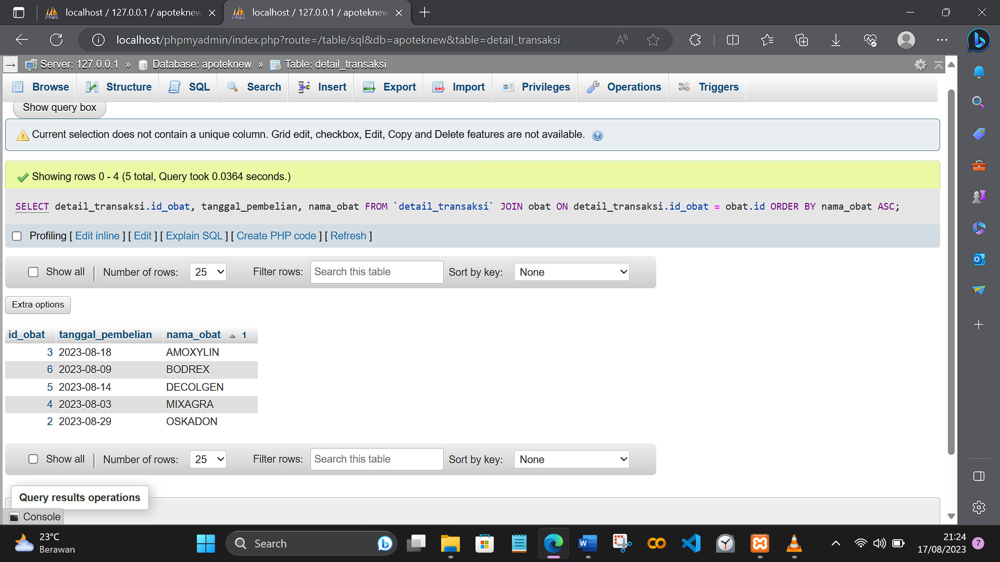 localhost / 127.0.0.1 / apoteknew
localhost / 127.0.0.1 / apoteknew
localhost/phpmyadmin/index.php?route=/table/sql&db=apoteknew&table=detail_transaksi
Server: 127.0.0.1 » Database: apoteknew » Table: detail_transaksi
Browse Structure SQL Search Insert Export Import Privileges Operations Triggers
Show query box
Current selection does not contain a unique column. Grid edit, checkbox, Edit, Copy and Delete features are not available.
Showing rows 0 - 4 (5 total, Query took 0.0364 seconds.)
SELECT detail_transaksi.id_obat, tanggal_pembelian, nama_obat FROM `detail_transaksi` JOIN obat ON detail_transaksi.id_obat = obat.id ORDER BY nama_obat ASC;
Profiling [ Edit inline ] [ Edit ] [ Explain SQL ] [ Create PHP code ] [ Refresh ]
Show all | Number of rows: 25 Filter rows: Search this table Sort by key: None
Extra options
id_obat tanggal_pembelian nama_obat 1
3 2023-08-18 AMOXYLIN
6 2023-08-09 BODREX
5 2023-08-14 DECOLGEN
4 2023-08-03 MIXAGRA
2 2023-08-29 OSKADON
Show all | Number of rows: 25 Filter rows: Search this table Sort by key: None
Query results operations
Console
23°C
Berawan
Search
21:24
17/08/2023
7